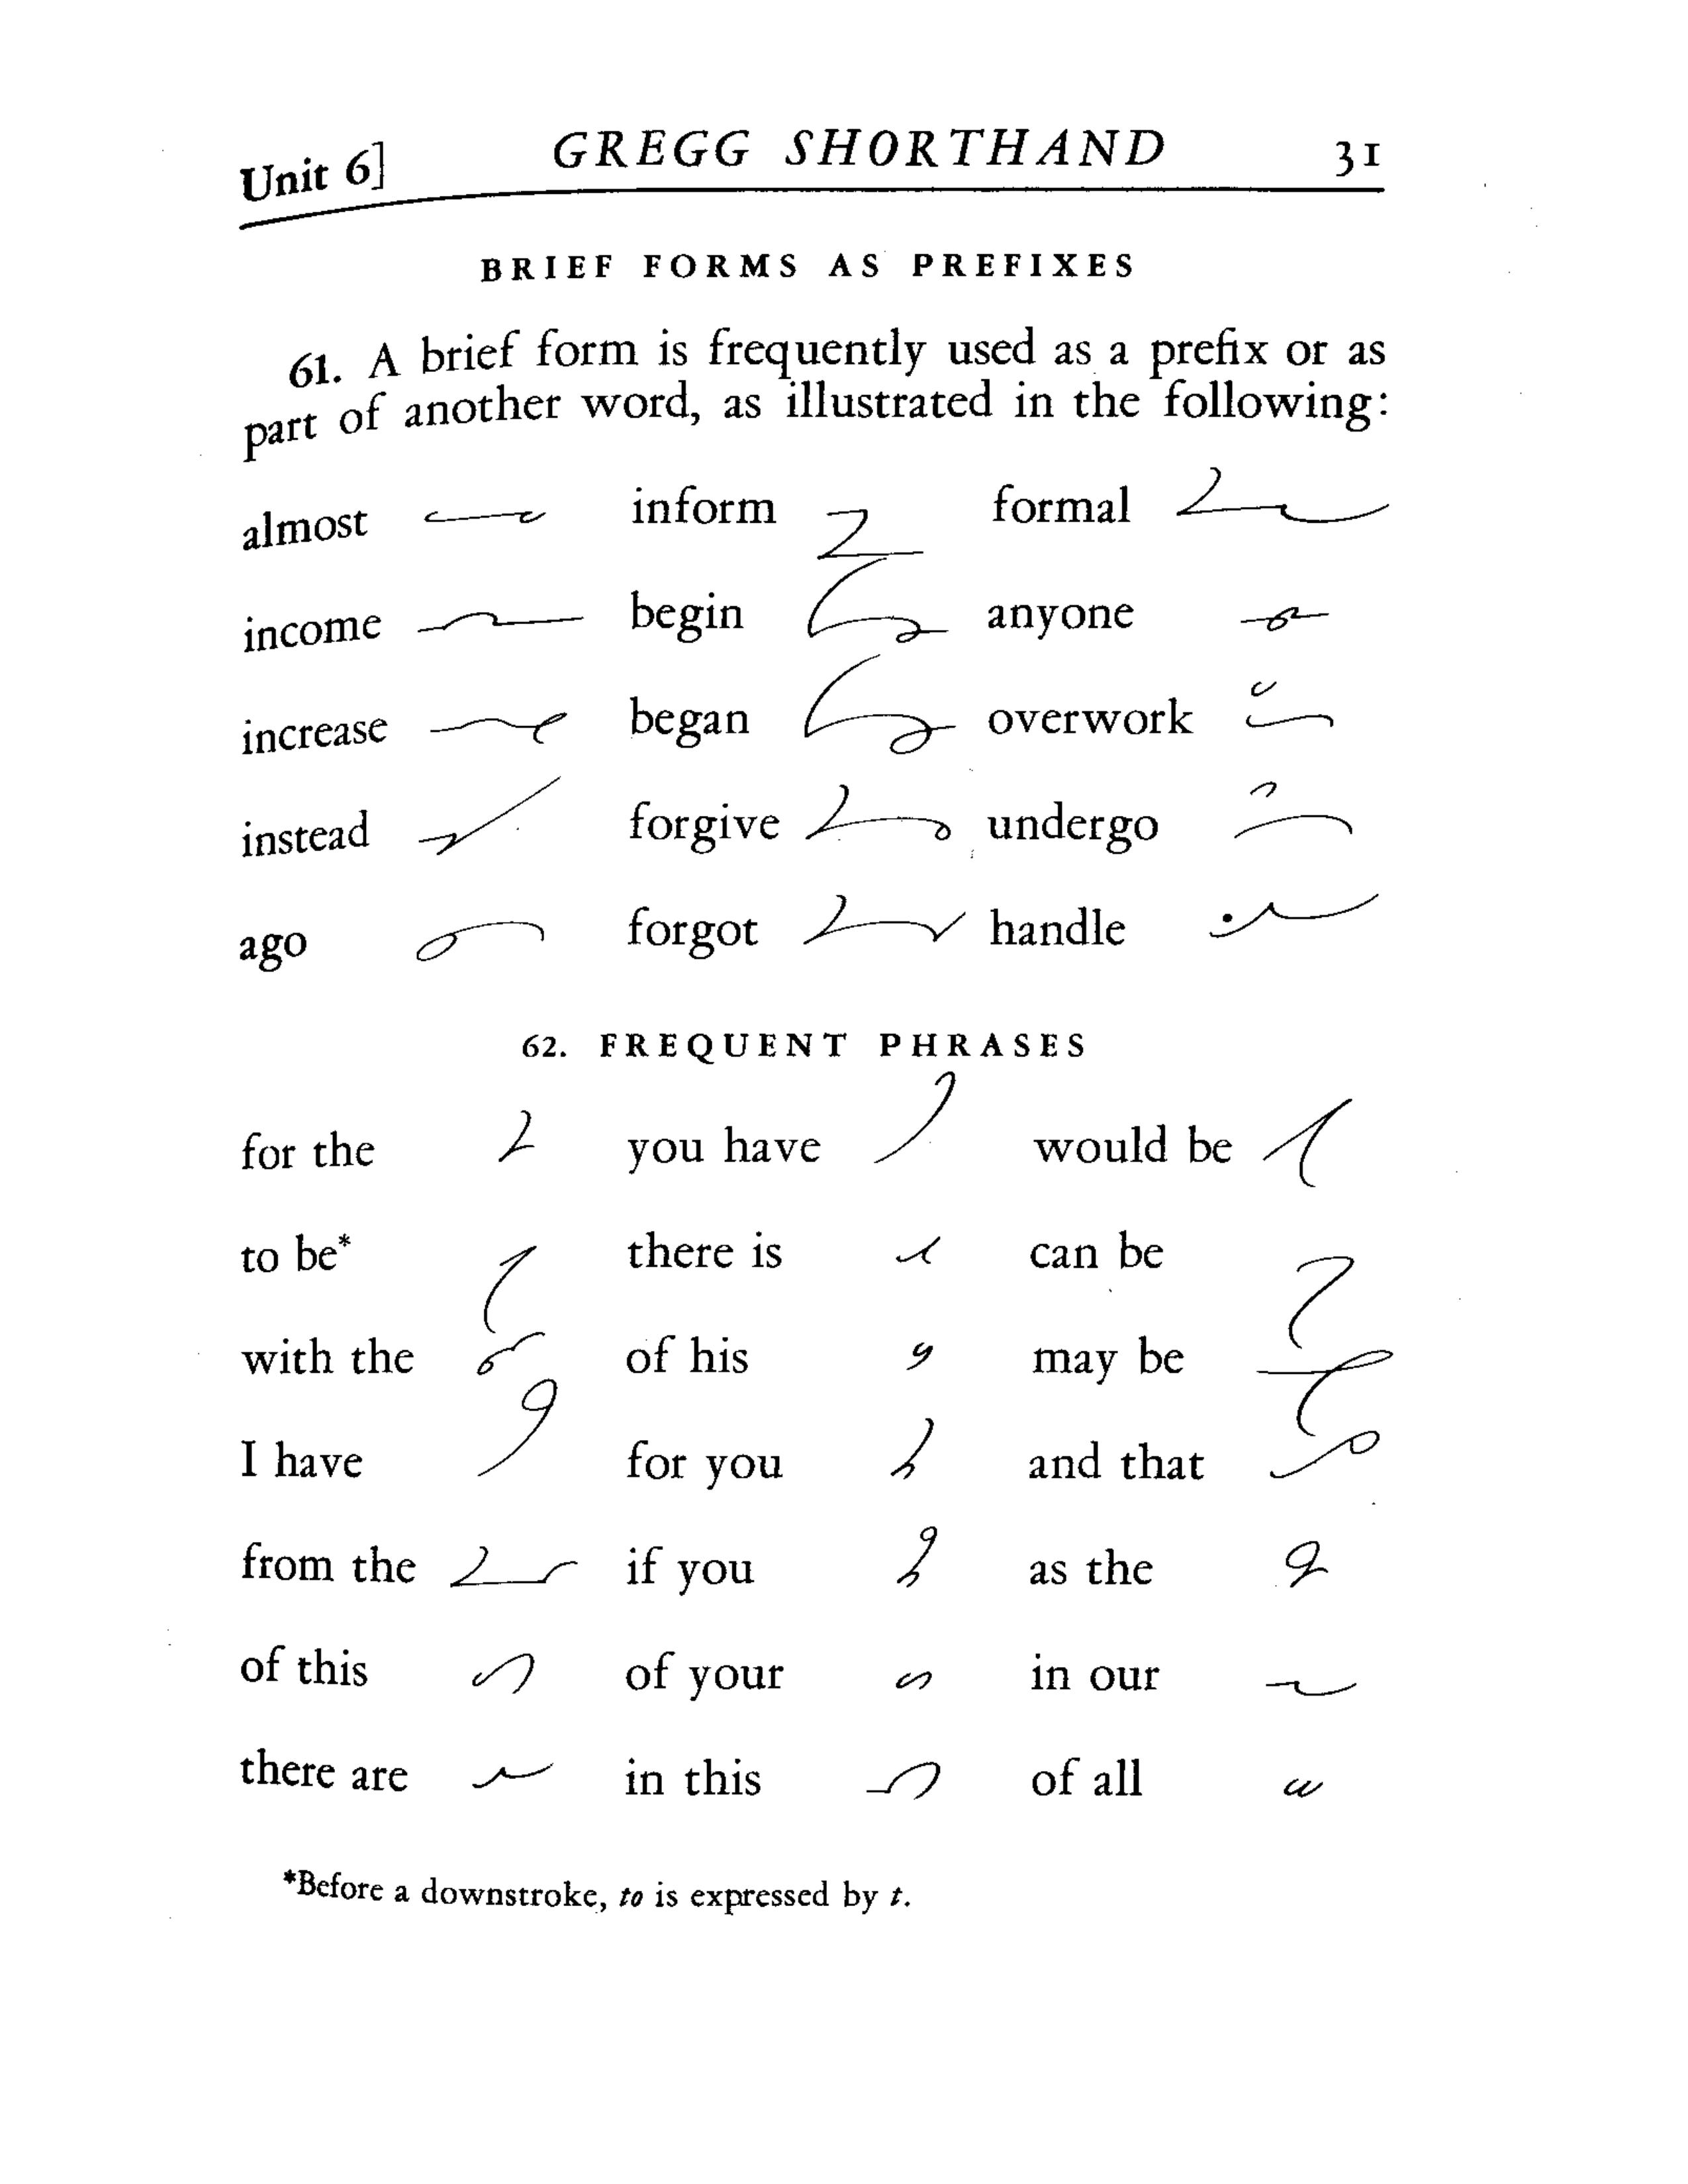 Unit 6] GREGG SHORTHAND 31
BRIEF FORMS AS PREFIXES
61. A brief form is frequently used as a prefix or as
part of another word, as illustrated in the following:
almost inform formal
income begin anyone
increase began overwork
instead forgive undergo
ago forgot handle
62. FREQUENT PHRASES
for the you have would be
to be* there is can be
with the of his may be
I have for you and that
from the if you as the
of this of your in our
there are in this of all
*Before a downstroke, to is expressed by t.